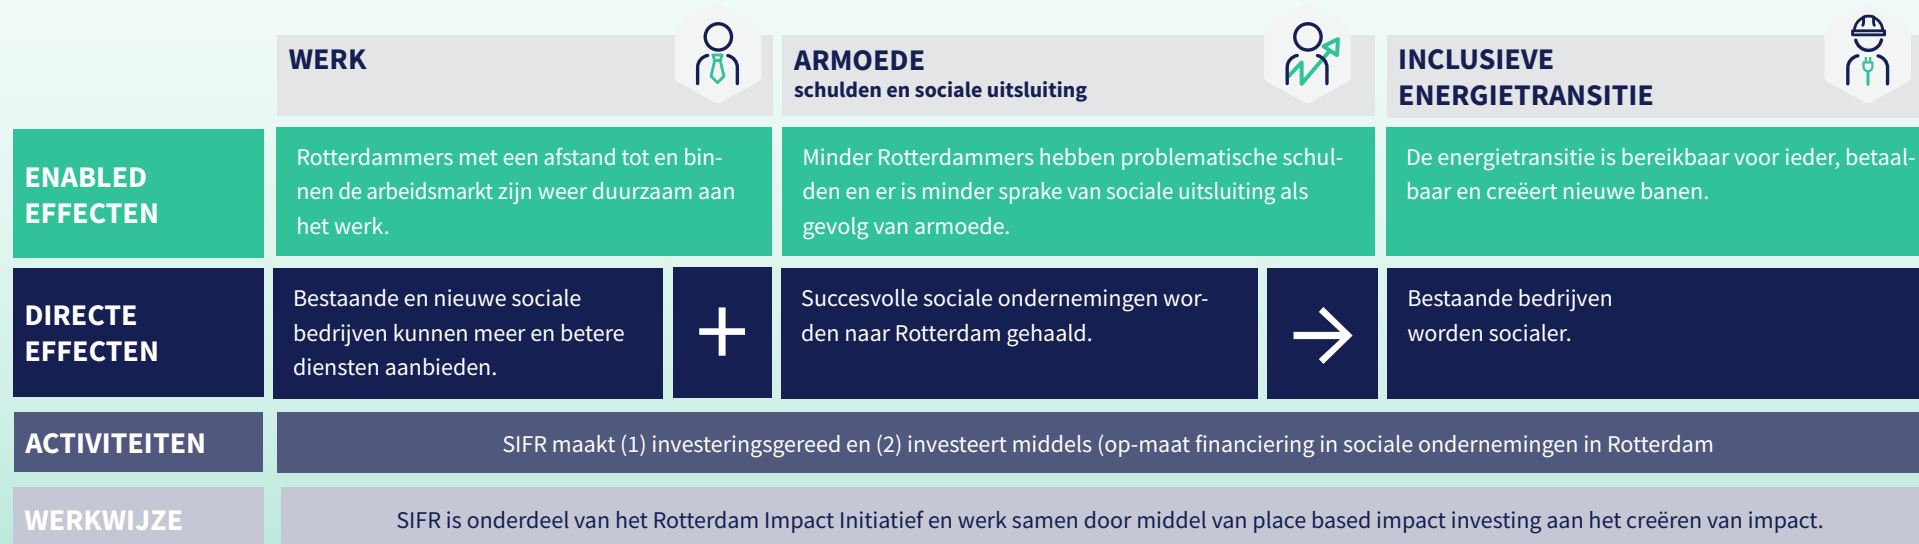 WERK
ARMOEDE
schulden en sociale uitsluiting
INCLUSIEVE
ENERGIETRANSITIE
ENABLED
EFFECTEN
Rotterdammers met een afstand tot en bin-
nen de arbeidsmarkt zijn weer duurzaam aan
het werk.
Minder Rotterdammers hebben problematische schul-
den en er is minder sprake van sociale uitsluiting als
gevolg van armoede.
De energietransitie is bereikbaar voor ieder, betaal-
baar en creëert nieuwe banen.
DIRECTE
EFFECTEN
Bestaande en nieuwe sociale
bedrijven kunnen meer en betere
diensten aanbieden.
+
Succesvolle sociale ondernemingen wor-
den naar Rotterdam gehaald.
→
Bestaande bedrijven
worden socialer.
ACTIVITEITEN
SIFR maakt (1) investeringsgereed en (2) investeert middels (op-maat financiering in sociale ondernemingen in Rotterdam
WERKWIJZE
SIFR is onderdeel van het Rotterdam Impact Initiatief en werk samen door middel van place based impact investing aan het creëren van impact.